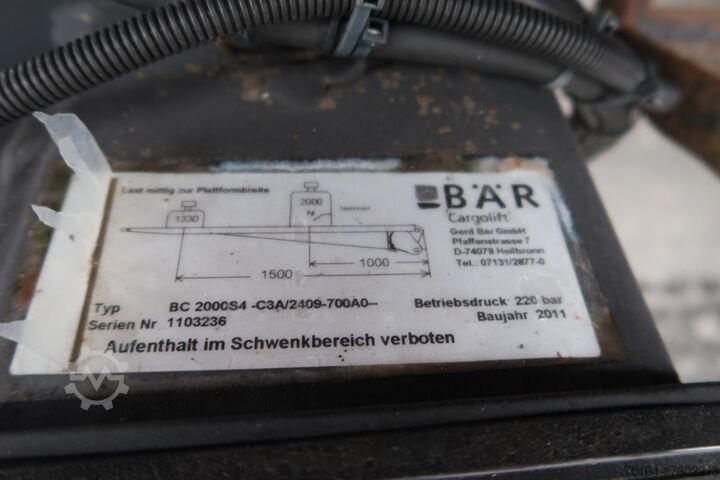 Last mittig zur Plattformbreite
BÄR
Cargolift
Gerd Bär GmbH
Pfaffenstrasse 7
D-74078 Heilbronn
Tel.: 07131/2877-0
1330
2000
kg
1000
1500
Typ BC 2000S4 -C3A/2409-700A0--
Betriebsdruck 220 bar
Serien Nr 1103236
Baujahr 2011
Aufenthalt im Schwenkbereich verboten